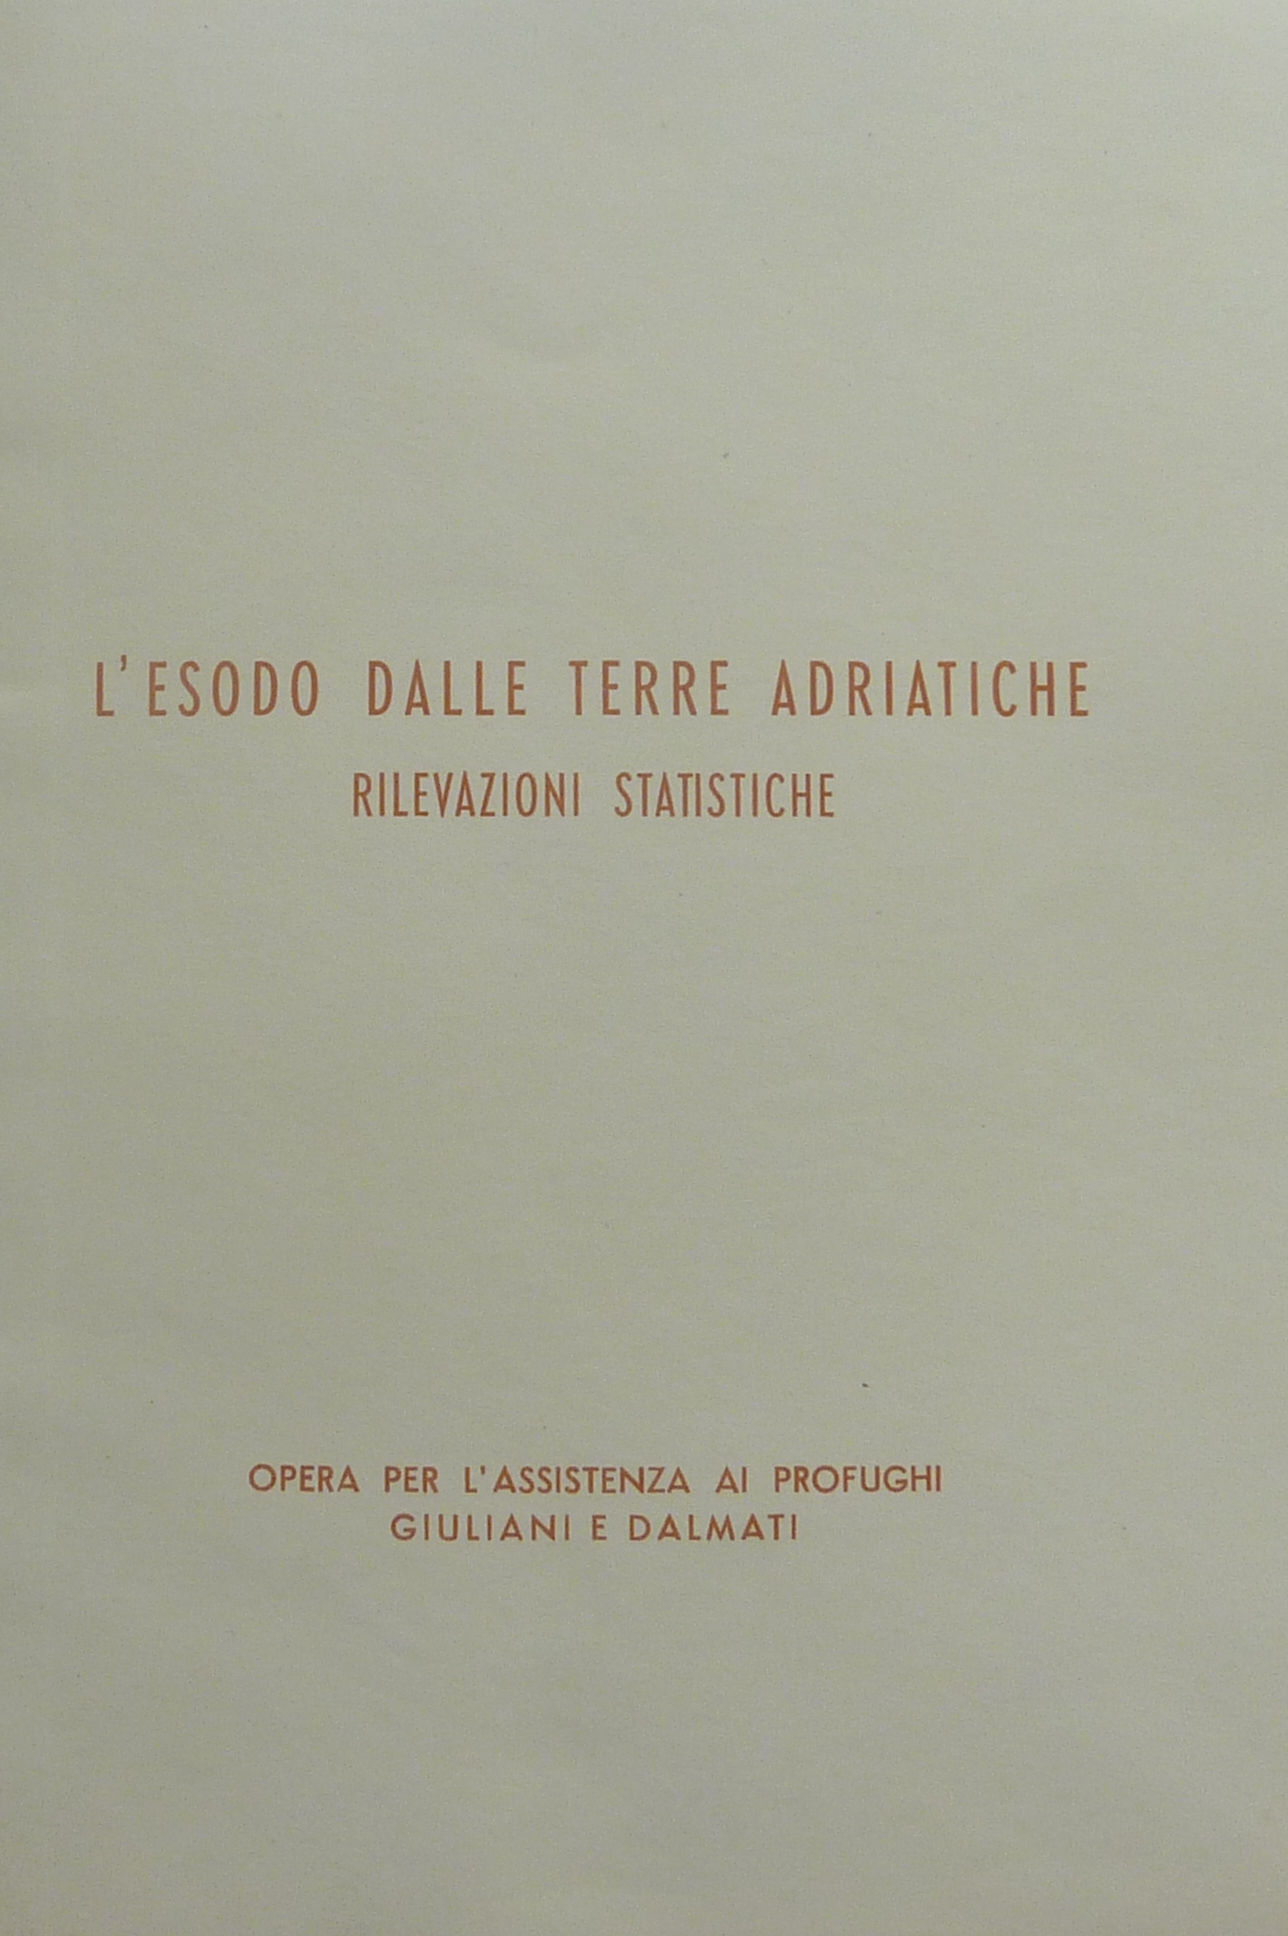 L'ESODO DALLE TERRE ADRIATICHE
RILEVAZIONI STATISTICHE
OPERA PER L'ASSISTENZA AI PROFUGHI
GIULIANI E DALMATI